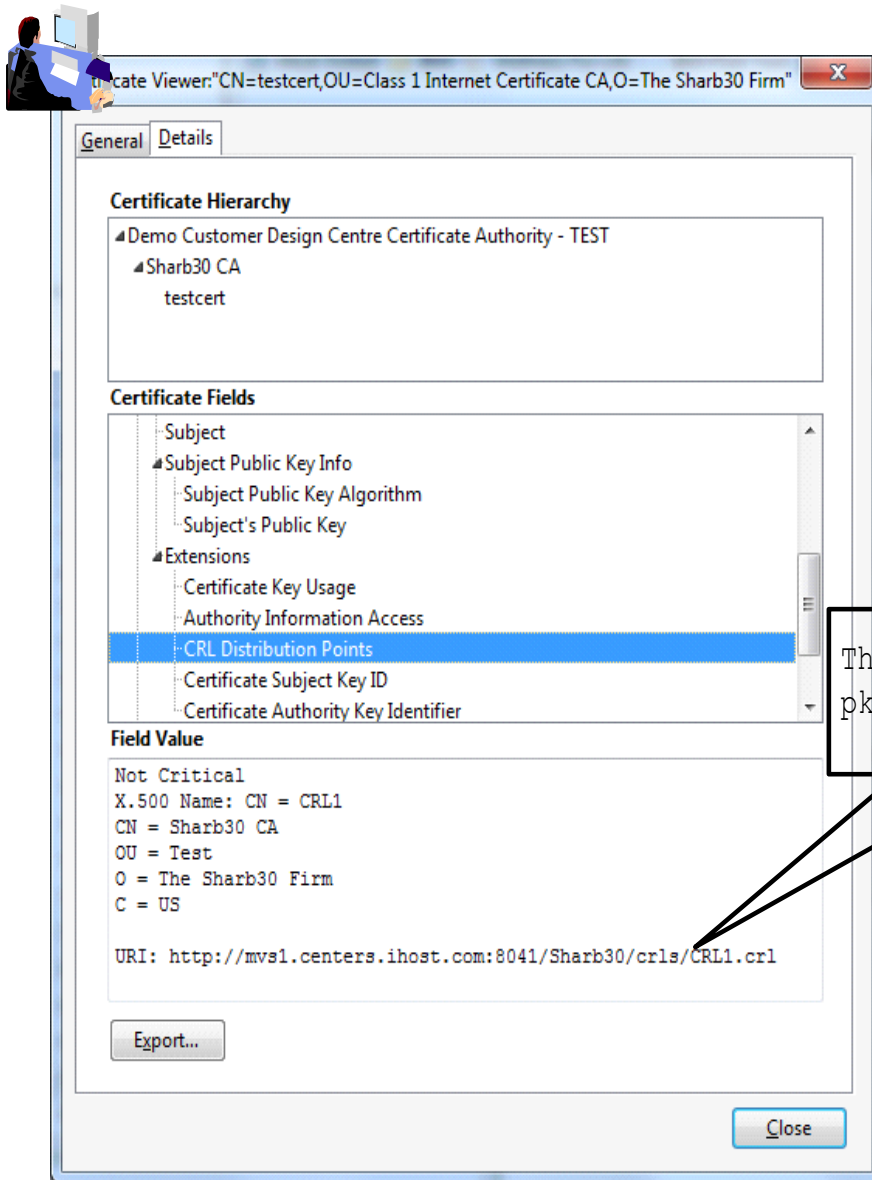 cate Viewer:"CN=testcert,OU=Class 1 Internet Certificate CA,O=The Sharb30 Firm"
General Details
Certificate Hierarchy
Demo Customer Design Centre Certificate Authority - TEST
Sharb30 CA
testcert
Certificate Fields
Subject
Subject Public Key Info
Subject Public Key Algorithm
Subject's Public Key
Extensions
Certificate Key Usage
Authority Information Access
CRL Distribution Points
Certificate Subject Key ID
Certificate Authority Key Identifier
Th
pk
Field Value
Not Critical
X.500 Name: CN = CRL1
CN = Sharb30 CA
OU = Test
O = The Sharb30 Firm
C = US
URI: http://mvs1.centers.ihost.com:8041/Sharb30/crls/CRL1.crl
Export...
Close